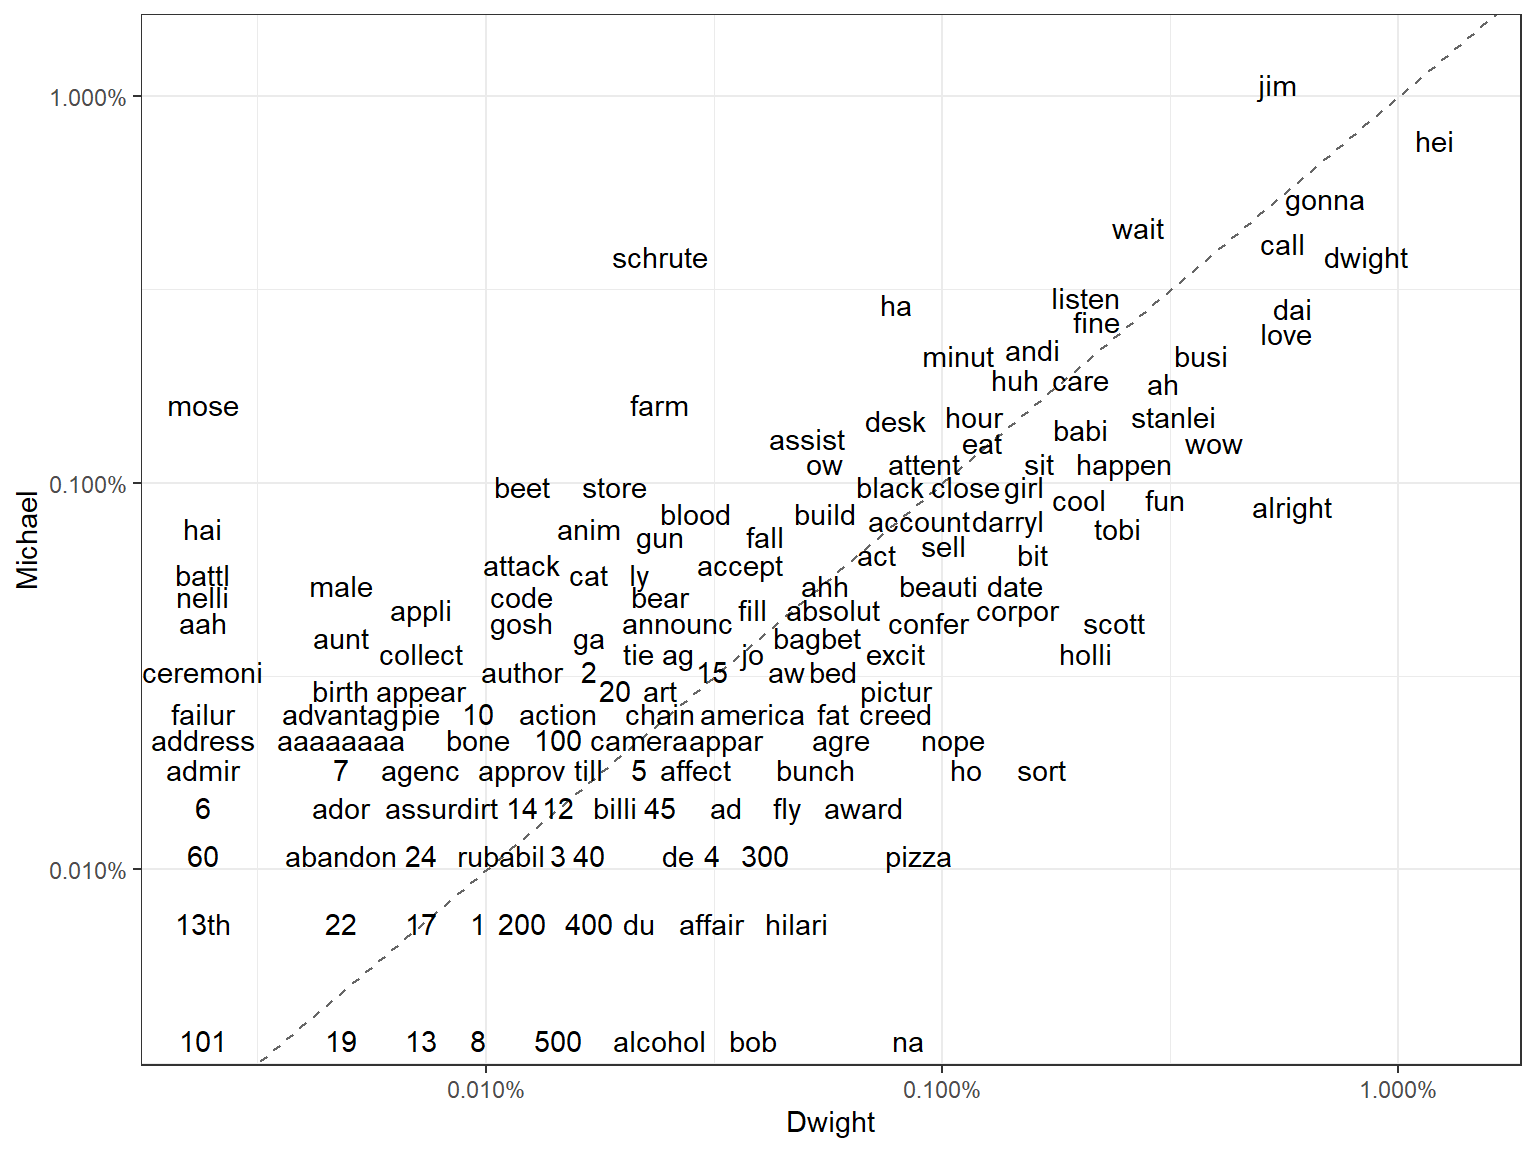 jim
1.000%
hei
gonna
wait
call
schrute
dwight
listen
ha
dai
fine
love
andi
minut
busi
huh care
ah
mose
farm
desk
hour
stanlei
babi
assist
eat
wow
ow
attent
sit
happen
0.100%
beet
store
black
close
girl
cool
fun
alright
blood
build
account
darryl
hai
anim
tobi
gun
fall
sell
act
bit
Michael
attack
accept
battl
cat
ly
male
ahh
beauti
date
nelli
code
bear
appli
fill
absolut
corpor
aah
gosh
announc
confer
scott
aunt
ga
bagbet
collect
tie
ag
jo
excit
holli
ceremoni
author
2
15
aw
bed
birth
appear
20
art
pictur
failur
advantag
pie
10
action
chain
america
fat
creed
address
aaaaaaaa
bone
100
camera
appar
agre
nope
admir
7
agenc
approv
till
5
affect
bunch
ho
sort
6
ador
assur
dirt
14
12
billi
45
ad
fly
award
60
abandon
24
rub
abil
3
40
de
4
300
pizza
0.010%
13th
22
17
1
200
400
du
affair
hilari
101
19
13
8
500
alcohol
bob
na
0.010%
0.100%
1.000%
Dwight